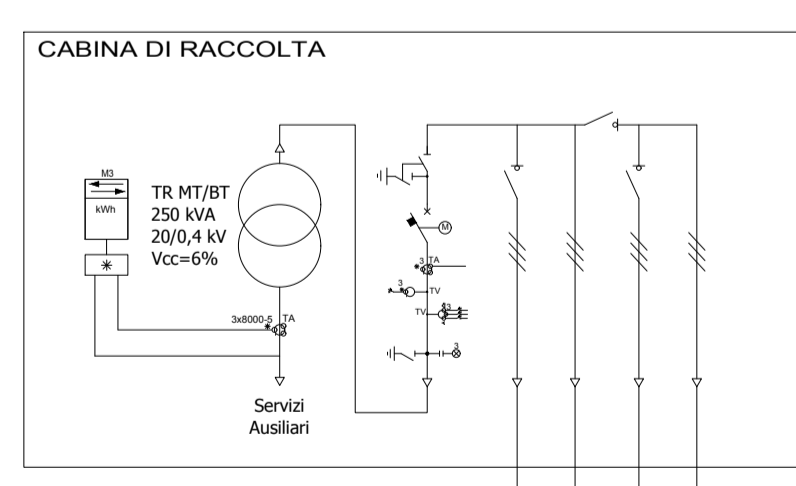 CABINA DI RACCOLTA
M3
kWh
*
TR MT/BT
250 kVA
20/0,4 kV
Vcc=6%
3x8000-5
TA
Servizi
Ausiliari
M
3
TA
3
TV
TV
3
3